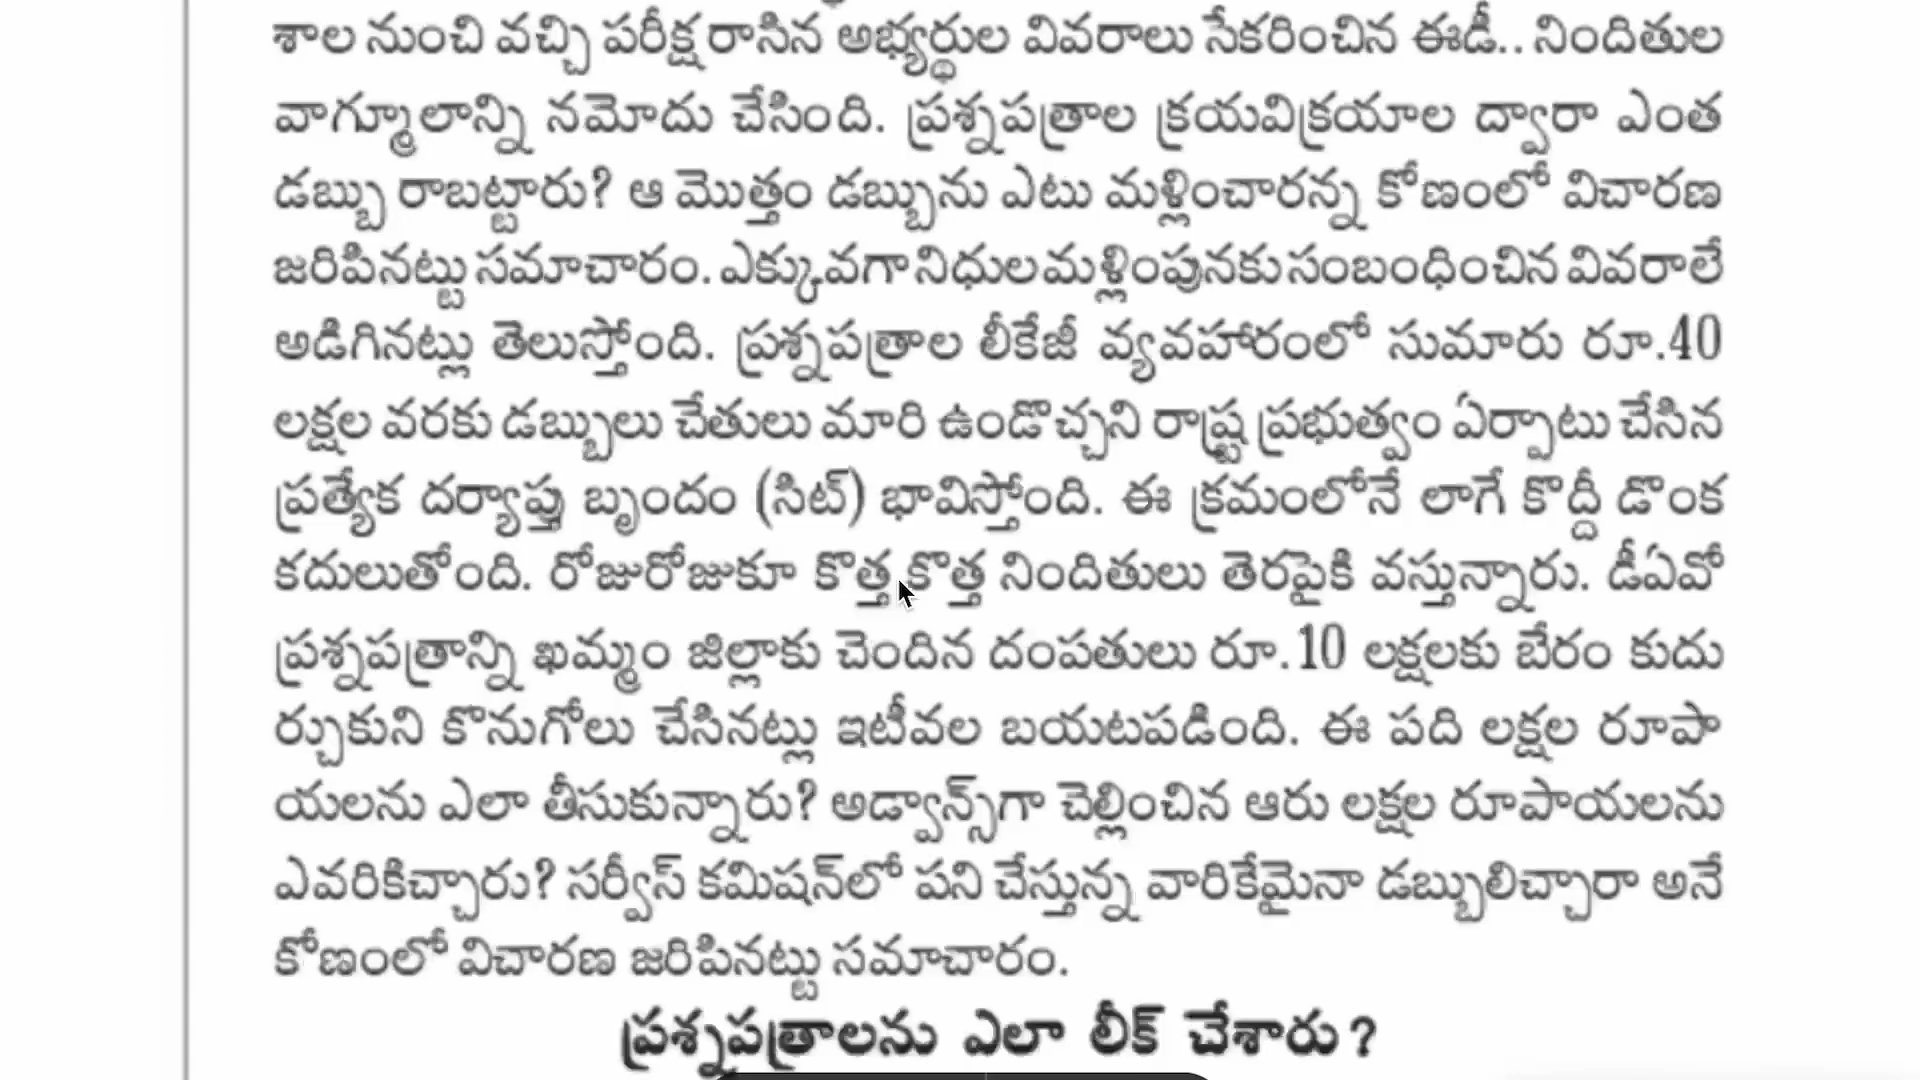 శాల నుంచి వచ్చి పరీక్ష రాసిన అభ్యర్థుల వివరాలు సేకరించిన ఈడీ.. నిందితుల
వాగ్మూలాన్ని నమోదు చేసింది. ప్రశ్నపత్రాల క్రయవిక్రయాల ద్వారా ఎంత
డబ్బు రాబట్టారు? ఆ మొత్తం డబ్బును ఎటు మళ్లించారన్న కోణంలో విచారణ
జరిపినట్టు సమాచారం. ఎక్కువగా నిధుల మళ్లింపునకు సంబంధించిన వివరాలే
అడిగినట్లు తెలుస్తోంది. ప్రశ్నపత్రాల లీకేజీ వ్యవహారంలో సుమారు రూ.40
లక్షల వరకు డబ్బులు చేతులు మారి ఉండొచ్చని రాష్ట్ర ప్రభుత్వం ఏర్పాటు చేసిన
ప్రత్యేక దర్యాప్తు బృందం (సిట్) భావిస్తోంది. ఈ క్రమంలోనే లాగే కొద్దీ డొంక
కదులుతోంది. రోజురోజుకూ కొత్త కొత్త నిందితులు తెరపైకి వస్తున్నారు. డీఏవో
ప్రశ్నపత్రాన్ని ఖమ్మం జిల్లాకు చెందిన దంపతులు రూ.10 లక్షలకు బేరం కుదు
ర్చుకుని కొనుగోలు చేసినట్లు ఇటీవల బయటపడింది. ఈ పది లక్షల రూపా
యలను ఎలా తీసుకున్నారు? అడ్వాన్స్‌గా చెల్లించిన ఆరు లక్షల రూపాయలను
ఎవరికిచ్చారు? సర్వీస్ కమిషన్‌లో పని చేస్తున్న వారికేమైనా డబ్బులిచ్చారా అనే
కోణంలో విచారణ జరిపినట్టు సమాచారం.
ప్రశ్నపత్రాలను ఎలా లీక్ చేశారు?